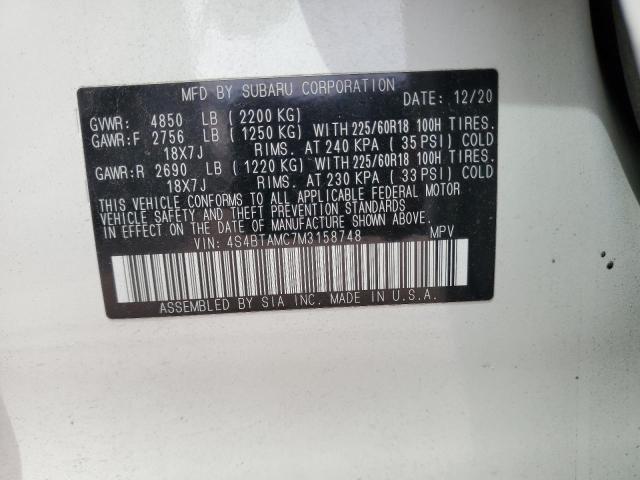 MFD BY SUBARU CORPORATION
DATE: 12/20
GVWR: 4850 LB (2200 KG)
GAWR:F 2756 LB (1250 KG) WITH 225/60R18 100H TIRES.
18X7J RIMS. AT 240 KPA (35 PSI) COLD
GAWR:R 2690 LB (1220 KG) WITH 225/60R18 100H TIRES.
18X7J RIMS. AT 230 KPA (33 PSI) COLD
THIS VEHICLE CONFORMS TO ALL APPLICABLE FEDERAL MOTOR
VEHICLE SAFETY AND THEFT PREVENTION STANDARDS
IN EFFECT ON THE DATE OF MANUFACTURE SHOWN ABOVE.
VIN: 4S4BTAMC7M3158748 MPV
ASSEMBLED BY SIA INC. MADE IN U.S.A.